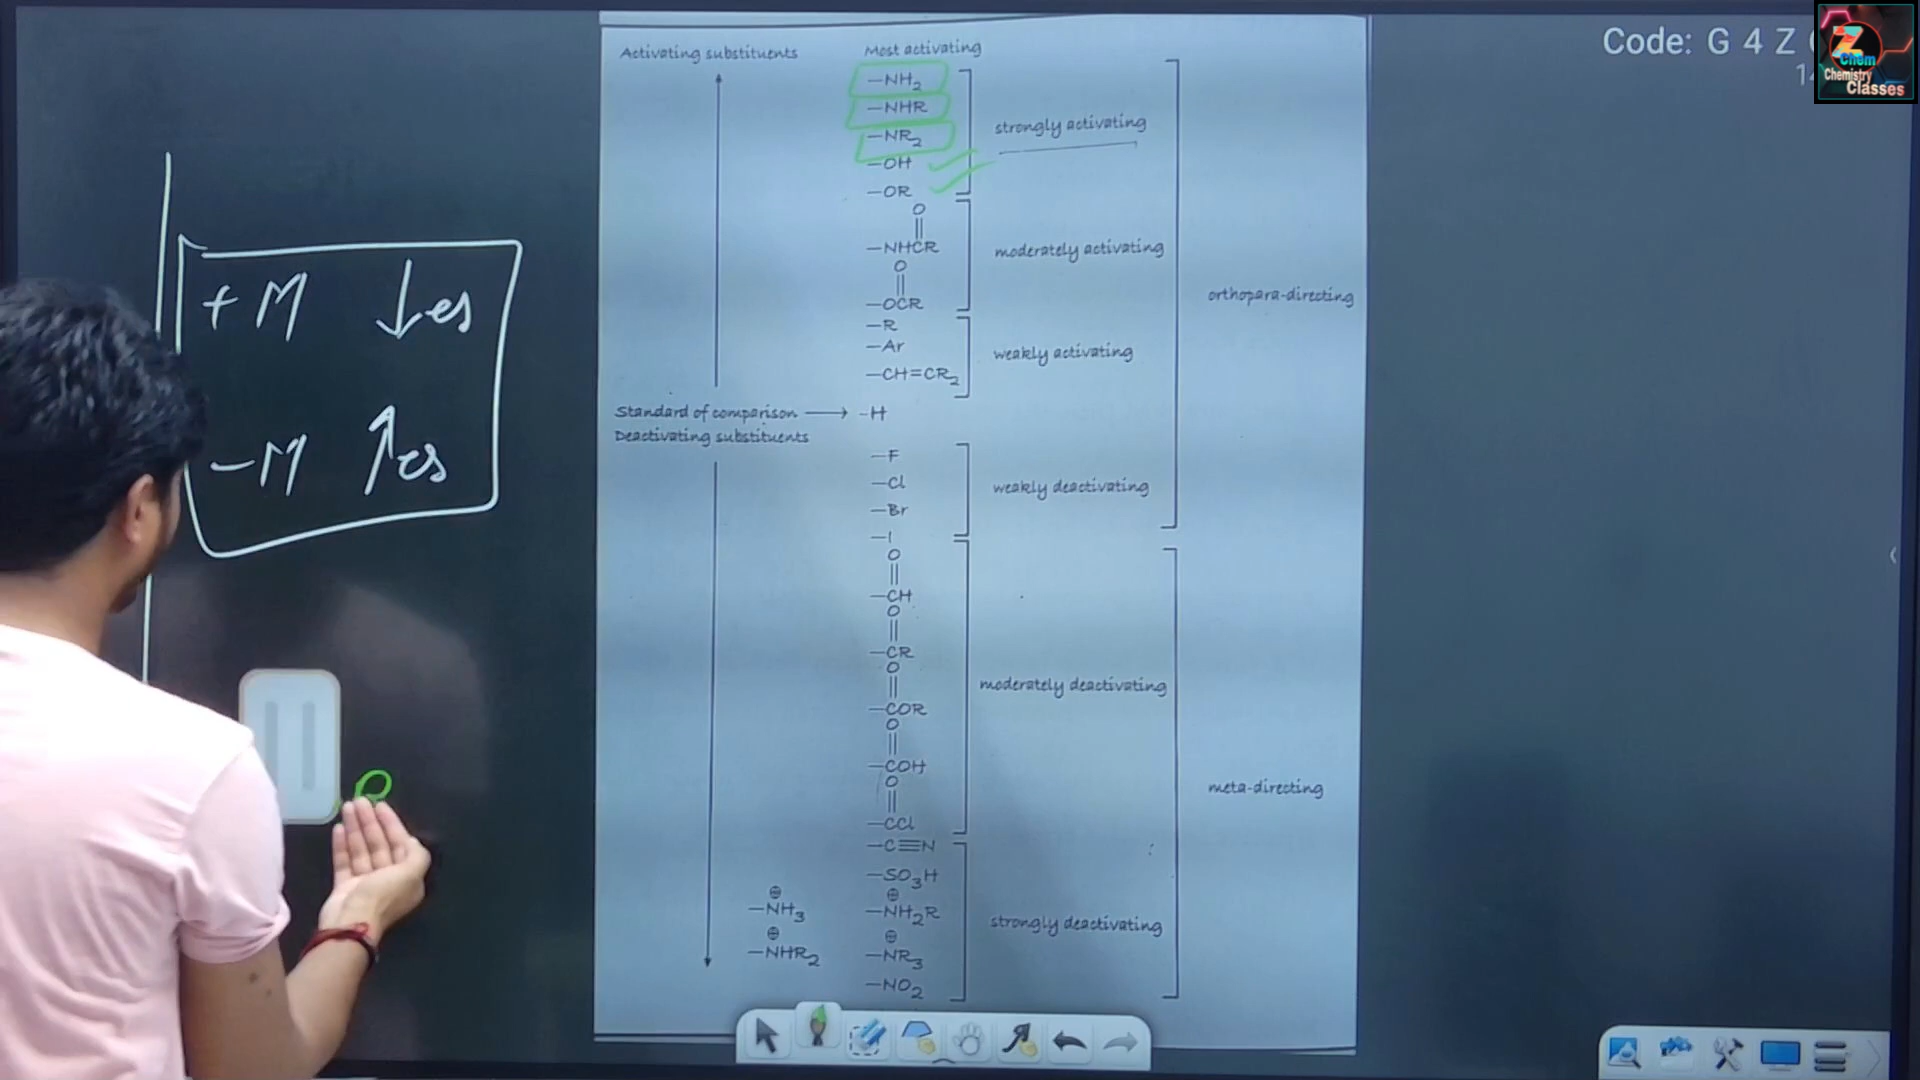 Code: G 4 Z
Z
Chem
Chemistry
Classes
+M ↓es
-M ↑es
Activating substituents
Most activating
—NH₂
—NHR
—NR₂
—OH
—OR
strongly activating
O
||
—NHCR
O
||
—OCR
moderately activating
—R
—Ar
—CH=CR₂
weakly activating
orthopara-directing
Standard of comparison ⟶ -H
Deactivating substituents
—F
—Cl
—Br
—I
weakly deactivating
O
||
—CH
O
||
—CR
O
||
—COR
O
||
—COH
O
||
—CCl
moderately deactivating
meta-directing
—C≡N
—SO₃H
⊕ ⊕
—NH₃ —NH₂R
⊕ ⊕
—NHR₂ —NR₃
—NO₂
strongly deactivating